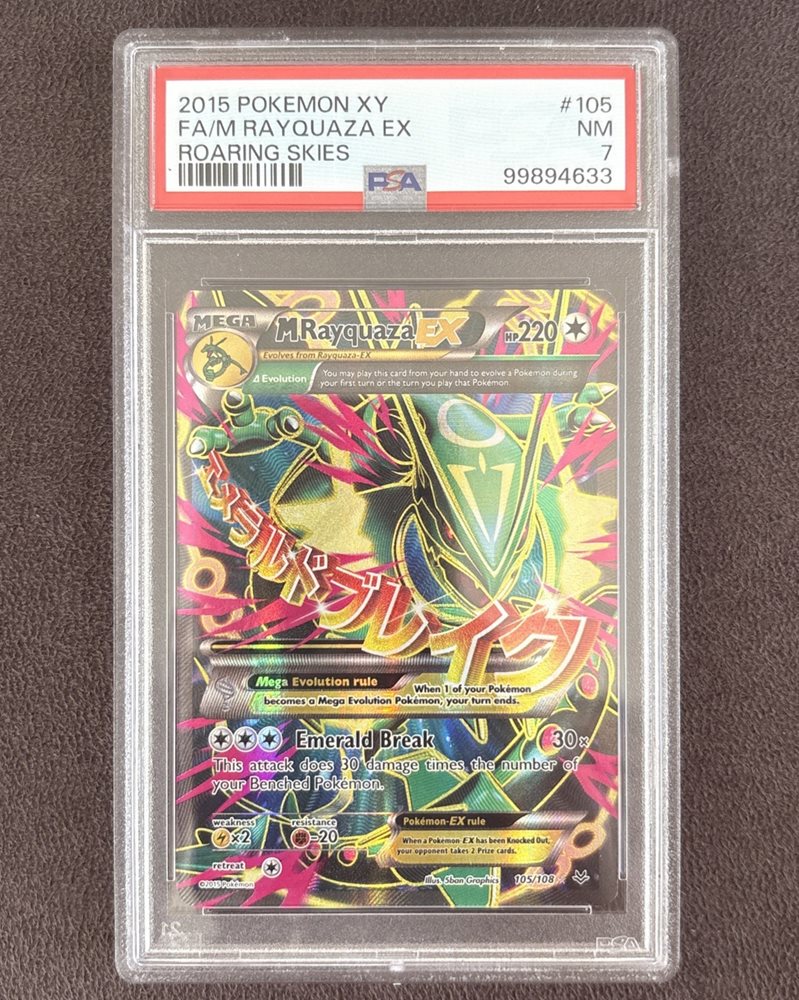 2015 POKEMON XY #105
FA/M RAYQUAZA EX NM
ROARING SKIES 7
PSA 99894633
MEGA M Rayquaza EX HP220
Evolves from Rayquaza-EX
Δ Evolution You may play this card from your hand to evolve a Pokémon during
your first turn or the turn you play that Pokémon.
エメラルドブレイク
Mega Evolution rule When 1 of your Pokémon
becomes a Mega Evolution Pokémon, your turn ends.
Emerald Break 30×
This attack does 30 damage times the number of
your Benched Pokémon.
weakness resistance Pokémon-EX rule
×2 -20 When a Pokémon-EX has been Knocked Out,
your opponent takes 2 Prize cards.
retreat
©2015 Pokémon Illus. 5ban Graphics 105/108
PSA